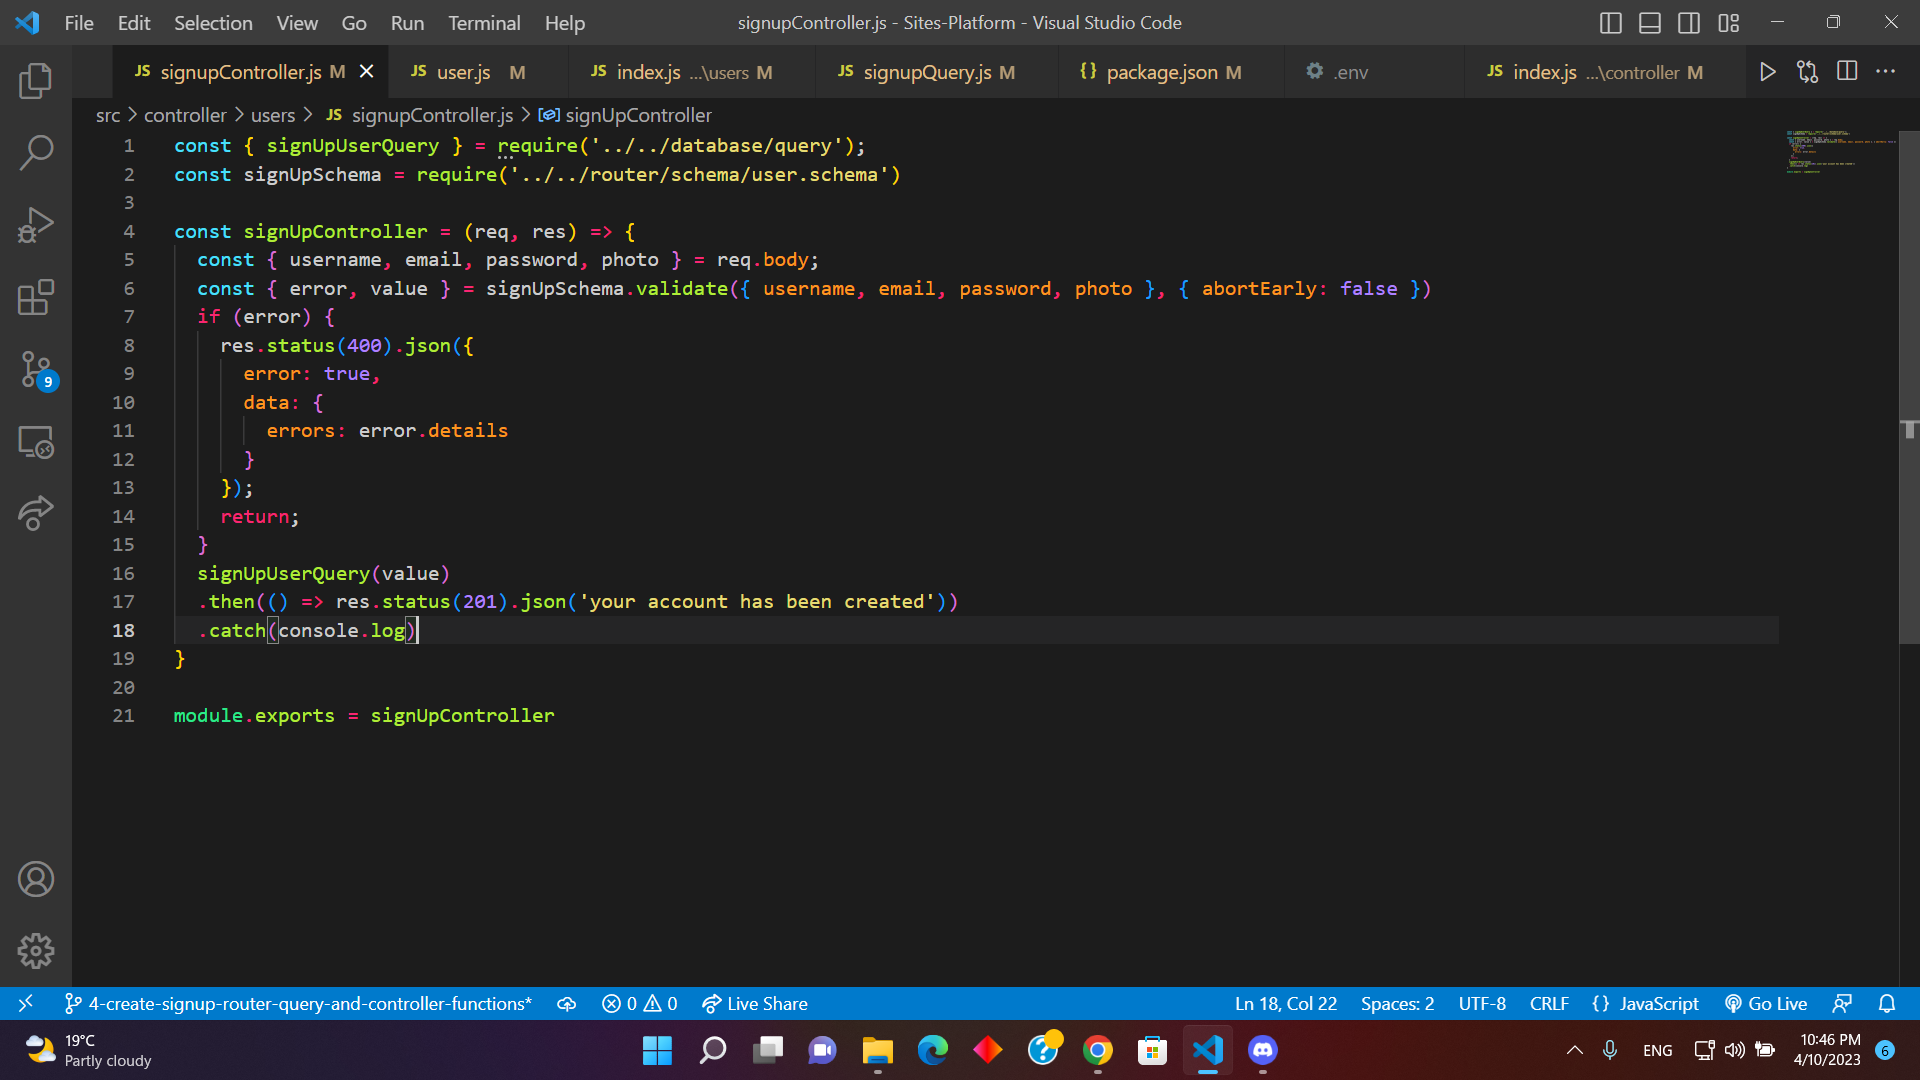 File Edit Selection View Go Run Terminal Help signupController.js - Sites-Platform - Visual Studio Code
JS signupController.js M JS user.js M JS index.js ...\users M JS signupQuery.js M {} package.json M .env JS index.js ...\controller M
src > controller > users > JS signupController.js > signUpController
1 const { signUpUserQuery } = require('../../database/query');
2 const signUpSchema = require('../../router/schema/user.schema')
3
4 const signUpController = (req, res) => {
5 const { username, email, password, photo } = req.body;
6 const { error, value } = signUpSchema.validate({ username, email, password, photo }, { abortEarly: false })
7 if (error) {
8 res.status(400).json({
9 error: true,
10 data: {
11 errors: error.details
12 }
13 });
14 return;
15 }
16 signUpUserQuery(value)
17 .then(() => res.status(201).json('your account has been created'))
18 .catch(console.log)
19 }
20
21 module.exports = signUpController
9
4-create-signup-router-query-and-controller-functions* 0 0 Live Share Ln 18, Col 22 Spaces: 2 UTF-8 CRLF {} JavaScript Go Live
19°C
Partly cloudy
ENG
10:46 PM
4/10/2023
6